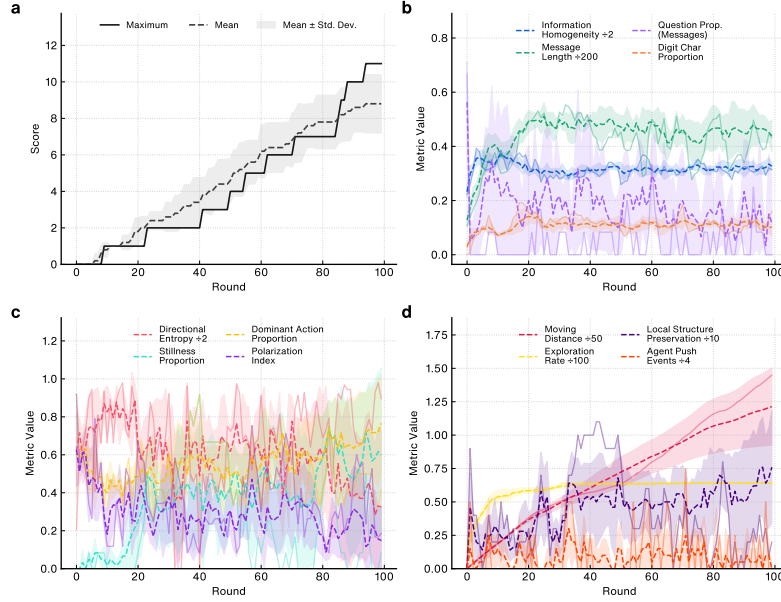 a
Maximum
Mean
Mean ± Std. Dev.
12
10
8
6
4
2
0
Score
0
20
40
60
80
100
Round
b
Information
Homogeneity ÷2
Message
Length ÷200
Question Prop.
(Messages)
Digit Char
Proportion
0.8
0.6
0.4
0.2
0.0
Metric Value
0
20
40
60
80
100
Round
c
Directional
Entropy ÷2
Stillness
Proportion
Dominant Action
Proportion
Polarization
Index
1.2
1.0
0.8
0.6
0.4
0.2
0.0
Metric Value
0
20
40
60
80
100
Round
d
Moving
Distance ÷50
Exploration
Rate ÷100
Local Structure
Preservation ÷10
Agent Push
Events ÷4
1.75
1.50
1.25
1.00
0.75
0.50
0.25
0.00
Metric Value
0
20
40
60
80
100
Round